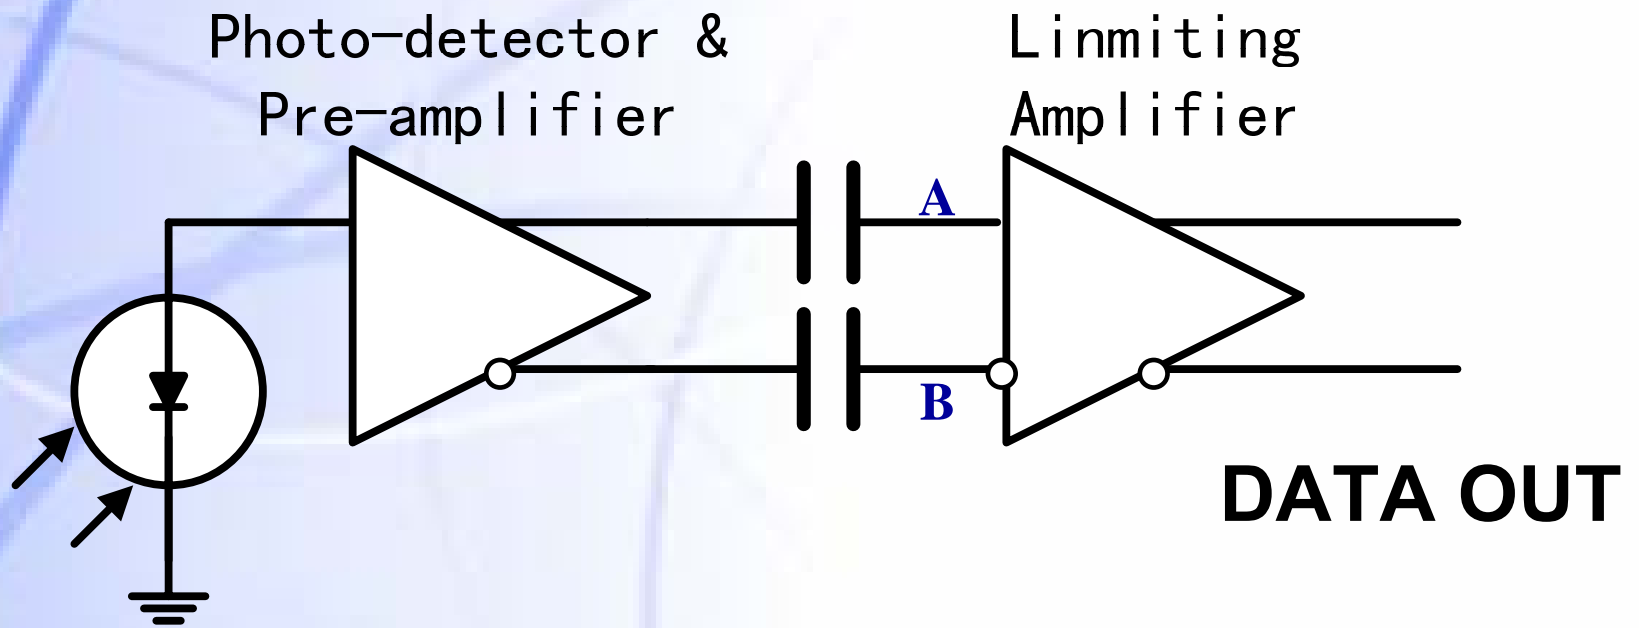 Photo-detector &
Pre-amplifier
Linmiting
Amplifier
A
B
DATA OUT